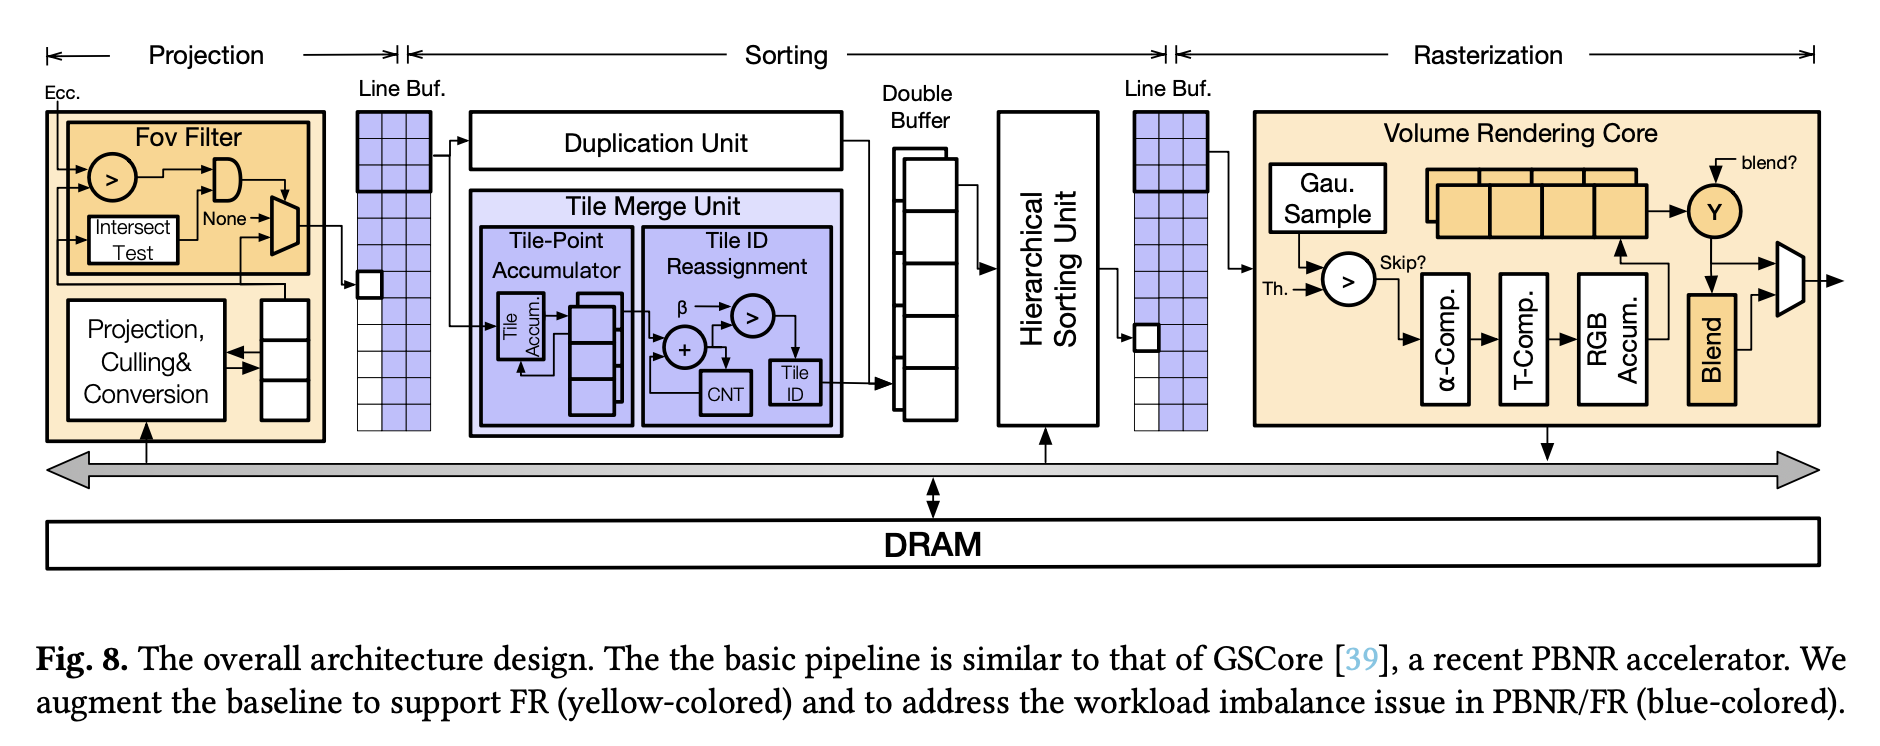 Projection
Sorting
Rasterization
Ecc.
Line Buf.
Double
Buffer
Line Buf.
Fov Filter
>
Intersect
Test
None
Projection,
Culling&
Conversion
Duplication Unit
Tile Merge Unit
Tile-Point
Accumulator
Tile
Accum.
Tile ID
Reassignment
β
>
+
CNT
Tile
ID
Hierarchical
Sorting Unit
Volume Rendering Core
Gau.
Sample
Th.
>
Skip?
α-Comp.
T-Comp.
RGB
Accum.
blend?
Y
Blend
DRAM
Fig. 8. The overall architecture design. The the basic pipeline is similar to that of GSCore [39], a recent PBNR accelerator. We
augment the baseline to support FR (yellow-colored) and to address the workload imbalance issue in PBNR/FR (blue-colored).